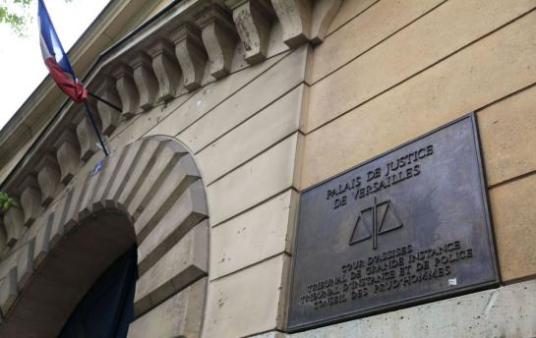 PALAIS DE JUSTICE
DE VERSAILLES
COUR D'ASSISES
TRIBUNAL DE GRANDE INSTANCE
TRIBUNAL D'INSTANCE ET DE POLICE
CONSEIL DES PRUD'HOMMES